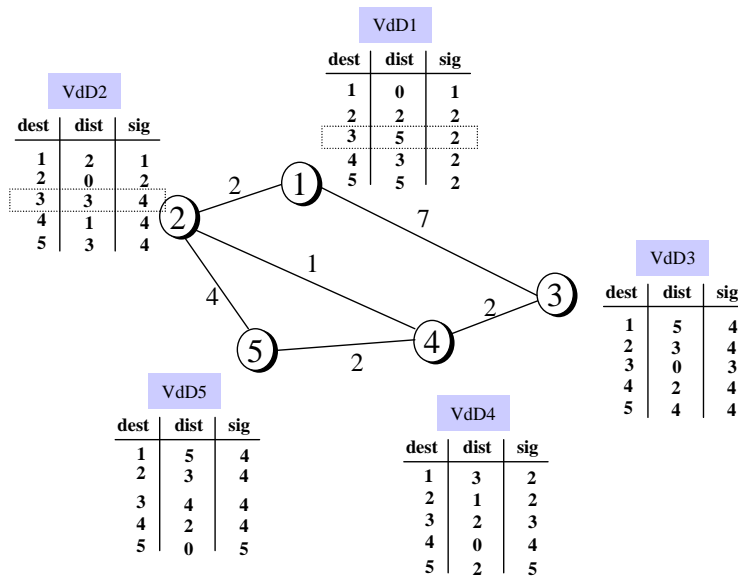 VdD1
dest dist sig
1 0 1
2 2 2
3 5 2
4 3 2
5 5 2
VdD2
dest dist sig
1 2 1
2 0 2
3 3 4
4 1 4
5 3 4
1
2
3
4
5
2
7
1
4
2
2
VdD3
dest dist sig
1 5 4
2 3 4
3 0 3
4 2 4
5 4 4
VdD5
dest dist sig
1 5 4
2 3 4
3 4 4
4 2 4
5 0 5
VdD4
dest dist sig
1 3 2
2 1 2
3 2 3
4 0 4
5 2 5